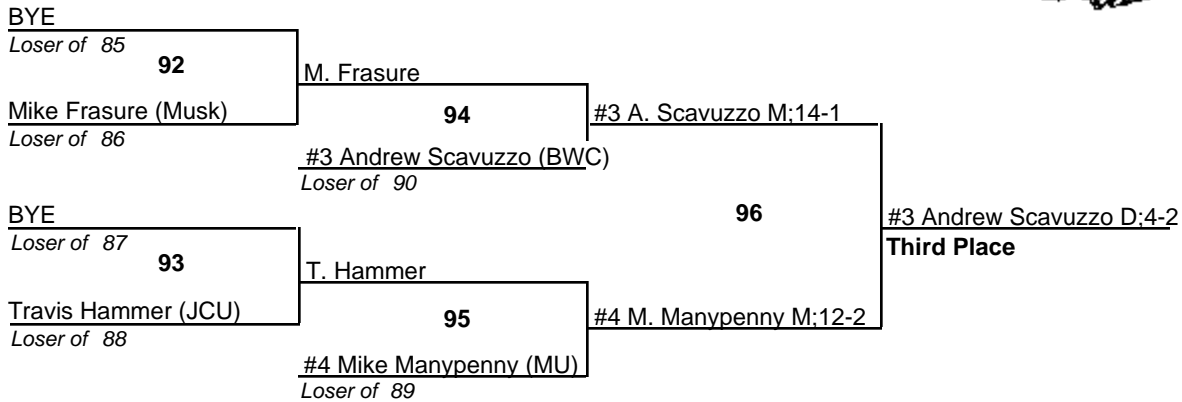 BYE
Loser of 85
92
M. Frasure
Mike Frasure (Musk)
Loser of 86
94
#3 A. Scavuzzo M;14-1
#3 Andrew Scavuzzo (BWC)
Loser of 90
96
#3 Andrew Scavuzzo D;4-2
Third Place
BYE
Loser of 87
93
T. Hammer
Travis Hammer (JCU)
Loser of 88
95
#4 M. Manypenny M;12-2
#4 Mike Manypenny (MU)
Loser of 89